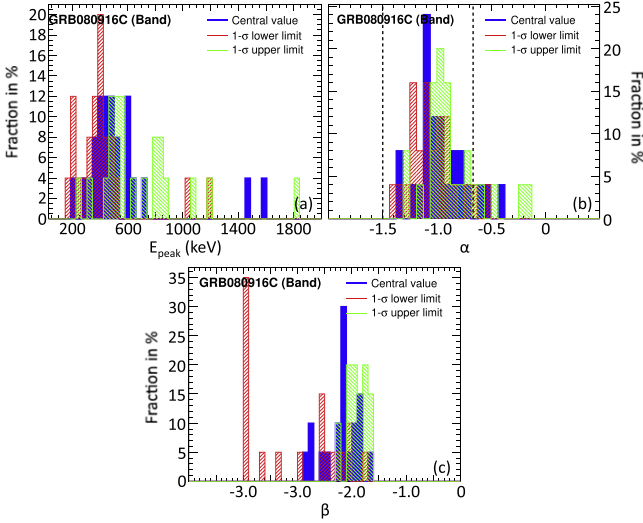 GRB080916C (Band)
Central value
1-σ lower limit
1-σ upper limit
20
18
16
14
12
10
8
6
4
2
0
Fraction in %
200 600 1000 1400 1800
E_peak (keV)
(a)
GRB080916C (Band)
Central value
1-σ lower limit
1-σ upper limit
25
20
15
10
5
0
Fraction in %
-1.5 -1.0 -0.5 0
α
(b)
GRB080916C (Band)
Central value
1-σ lower limit
1-σ upper limit
35
30
25
20
15
10
5
0
Fraction in %
-3.0 -3.0 -2.0 -1.0 0
β
(c)